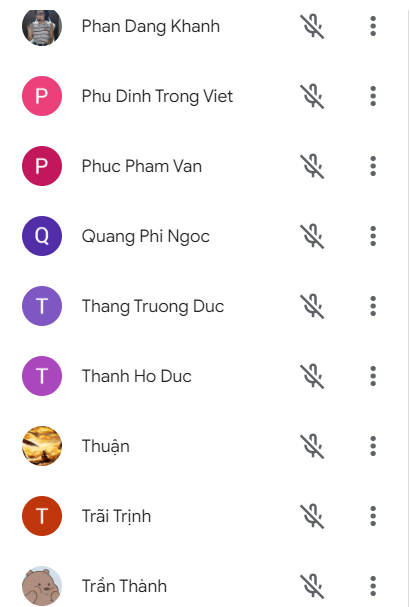 Phan Dang Khanh
P Phu Dinh Trong Viet
P Phuc Pham Van
Q Quang Phi Ngoc
T Thang Truong Duc
T Thanh Ho Duc
Thuận
T Trãi Trịnh
Trần Thành